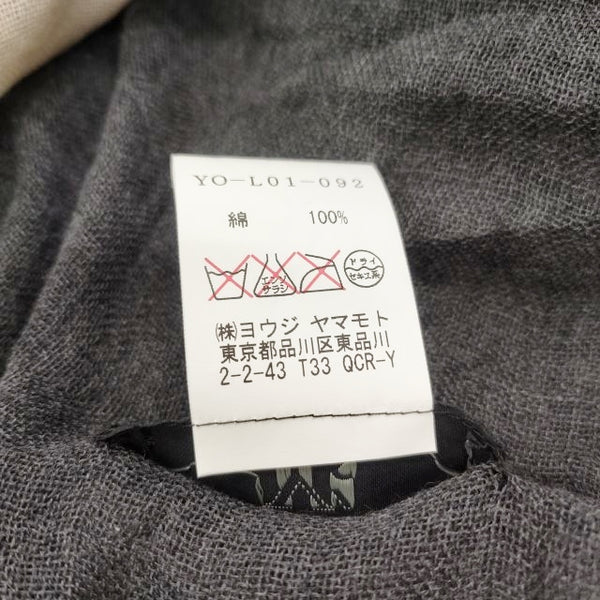 YO-L01-092
綿 100%
エンソ サラシ ドライ セキユ系
㈱ヨウジ ヤマモト
東京都品川区東品川
2-2-43 T33 QCR-Y